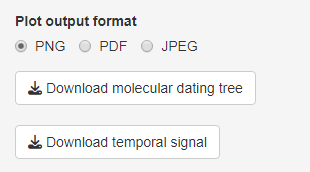 Plot output format
PNG PDF JPEG
Download molecular dating tree
Download temporal signal